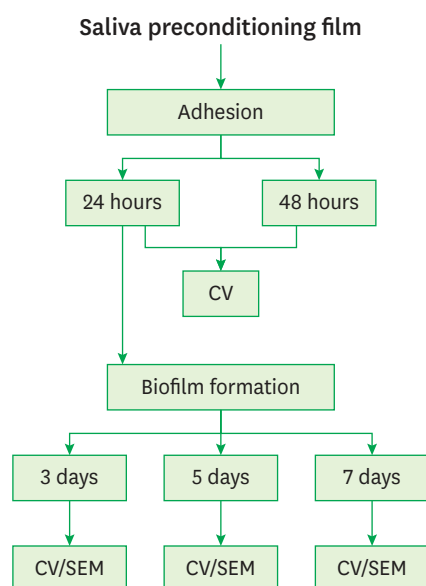 Saliva preconditioning film
Adhesion
24 hours
48 hours
CV
Biofilm formation
3 days
5 days
7 days
CV/SEM
CV/SEM
CV/SEM